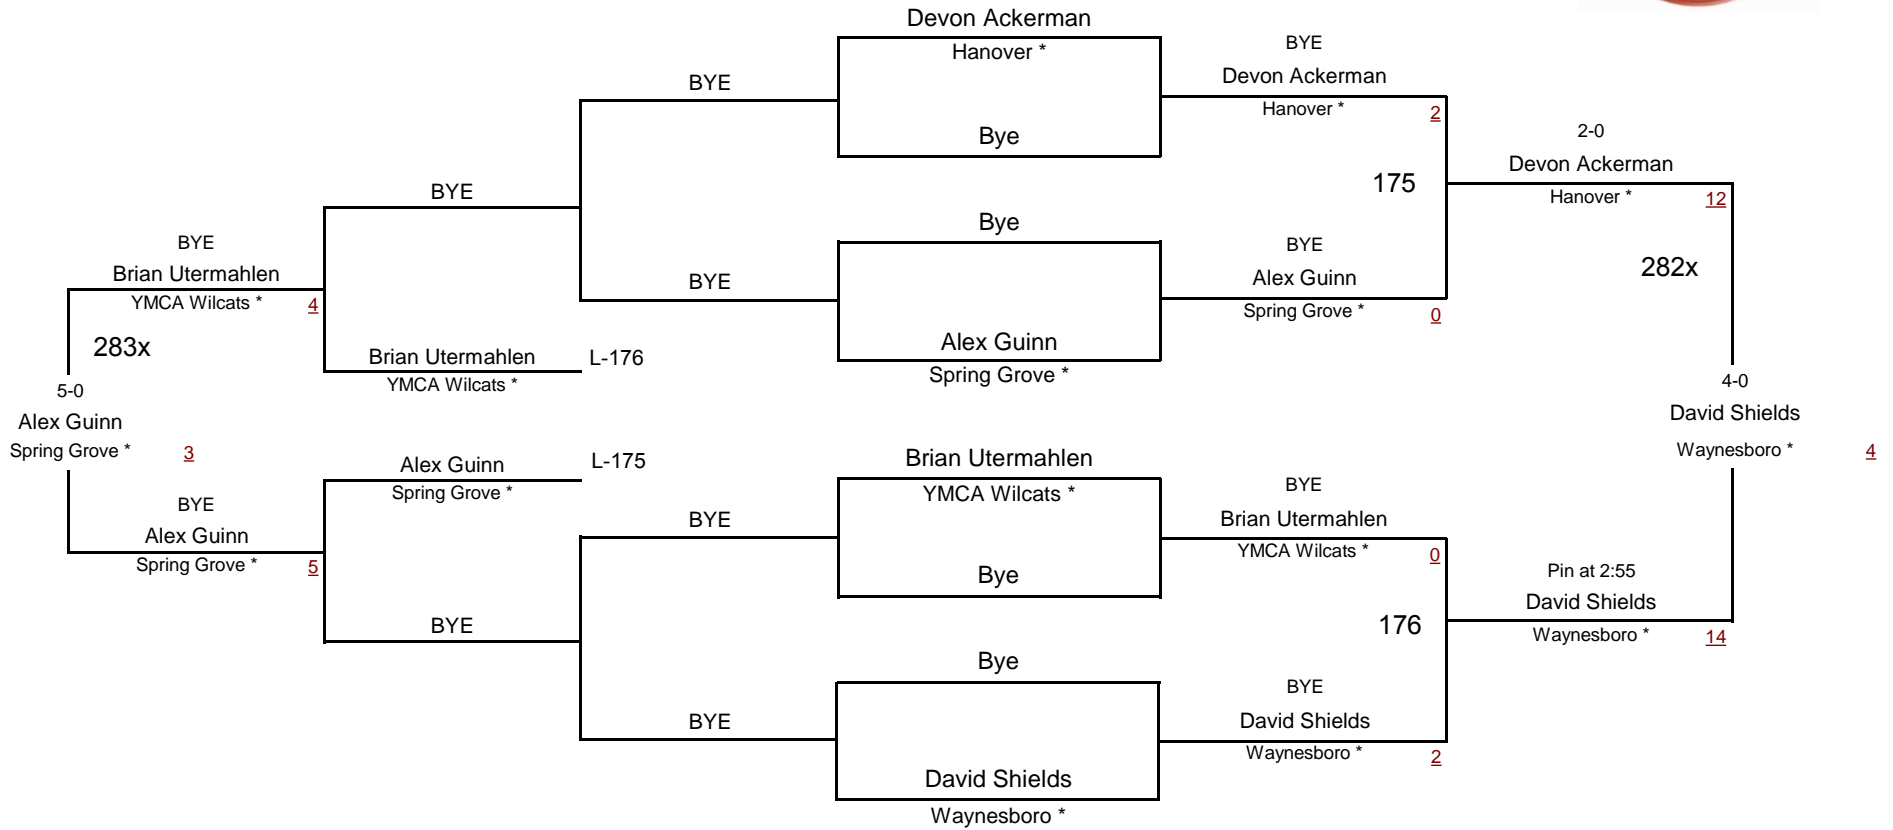 Devon Ackerman
Hanover *
BYE
BYE
Devon Ackerman
Hanover *
2
Bye
2-0
Devon Ackerman
Hanover *
12
175
BYE
Bye
BYE
BYE
Brian Utermahlen
YMCA Wilcats *
4
BYE
Alex Guinn
Spring Grove *
0
282x
283x
Brian Utermahlen
L-176
YMCA Wilcats *
Alex Guinn
Spring Grove *
5-0
Alex Guinn
Spring Grove *
3
4-0
David Shields
Waynesboro *
4
Alex Guinn
L-175
Spring Grove *
Brian Utermahlen
YMCA Wilcats *
BYE
Brian Utermahlen
YMCA Wilcats *
0
BYE
Alex Guinn
Spring Grove *
5
BYE
Bye
Pin at 2:55
David Shields
Waynesboro *
14
176
BYE
Bye
BYE
David Shields
Waynesboro *
2
BYE
David Shields
Waynesboro *